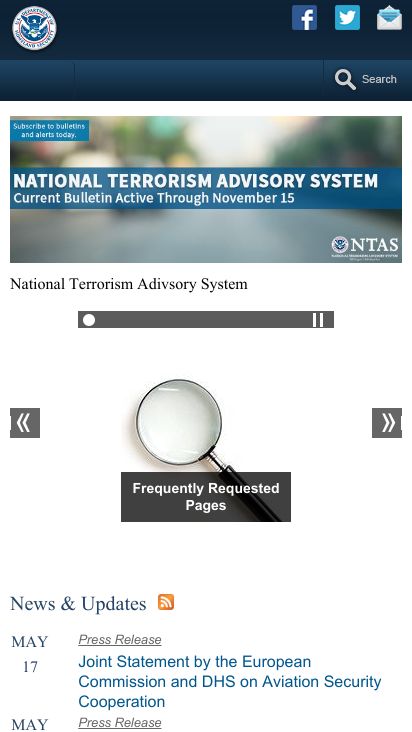 Search
Subscribe to bulletins
and alerts today.
NATIONAL TERRORISM ADVISORY SYSTEM
Current Bulletin Active Through November 15
NTAS
National Terrorism Adivsory System
Frequently Requested
Pages
News & Updates
MAY
17
Press Release
Joint Statement by the European
Commission and DHS on Aviation Security
Cooperation
MAY
Press Release